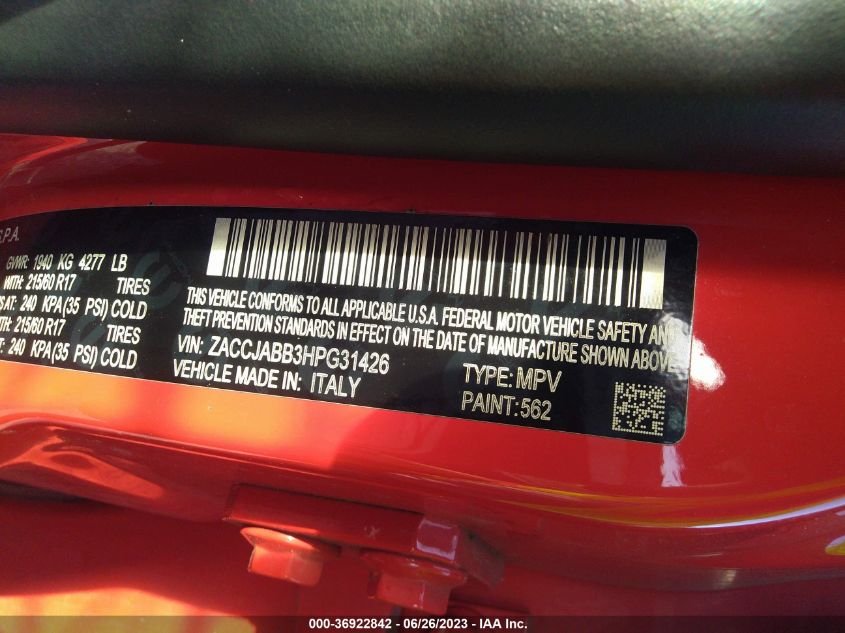 S.P.A.
GVWR: 1940 KG 4277 LB
WITH: 215/60 R17 TIRES
AT: 240 KPA(35 PSI) COLD
WITH: 215/60 R17 TIRES
AT: 240 KPA(35 PSI) COLD
THIS VEHICLE CONFORMS TO ALL APPLICABLE U.S.A. FEDERAL MOTOR VEHICLE SAFETY AND
THEFT PREVENTION STANDARDS IN EFFECT ON THE DATE OF MANUFACTURE SHOWN ABOVE.
VIN: ZACCJABB3HPG31426
TYPE: MPV
VEHICLE MADE IN: ITALY
PAINT: 562
000-36922842 - 06/26/2023 - IAA Inc.